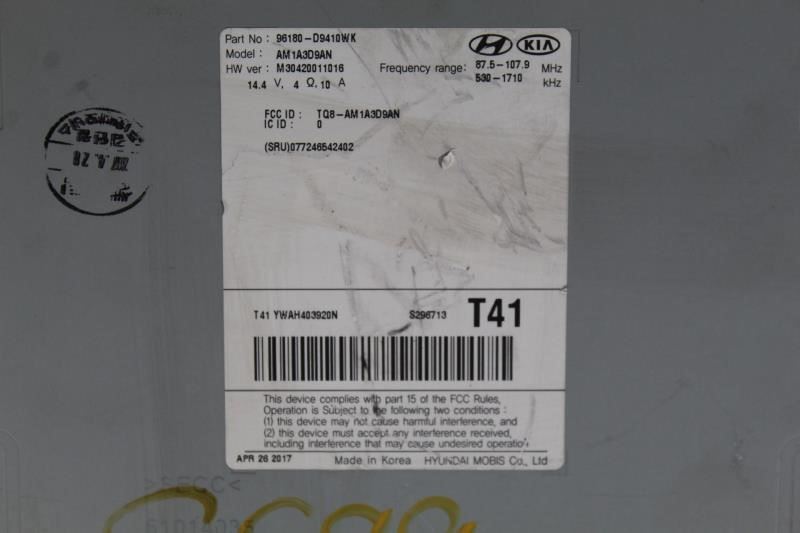 Part No : 96180-D9410WK
Model : AM1A3D9AN
HW ver : M30420011016
14.4 V, 4 Ω, 10 A
KIA
Frequency range: 87.5-107.9 MHz
530-1710 kHz
FCC ID : TQ8-AM1A3D9AN
IC ID : 0
(SRU)077246542402
T41 YWAH403920N S296713 T41
This device complies with part 15 of the FCC Rules,
Operation is Subject to the following two conditions :
(1) this device may not cause harmful interference, and
(2) this device must accept any interference received,
including interference that may cause undesired operation
APR 26 2017 Made in Korea HYUNDAI MOBIS Co., Ltd
>SECC<